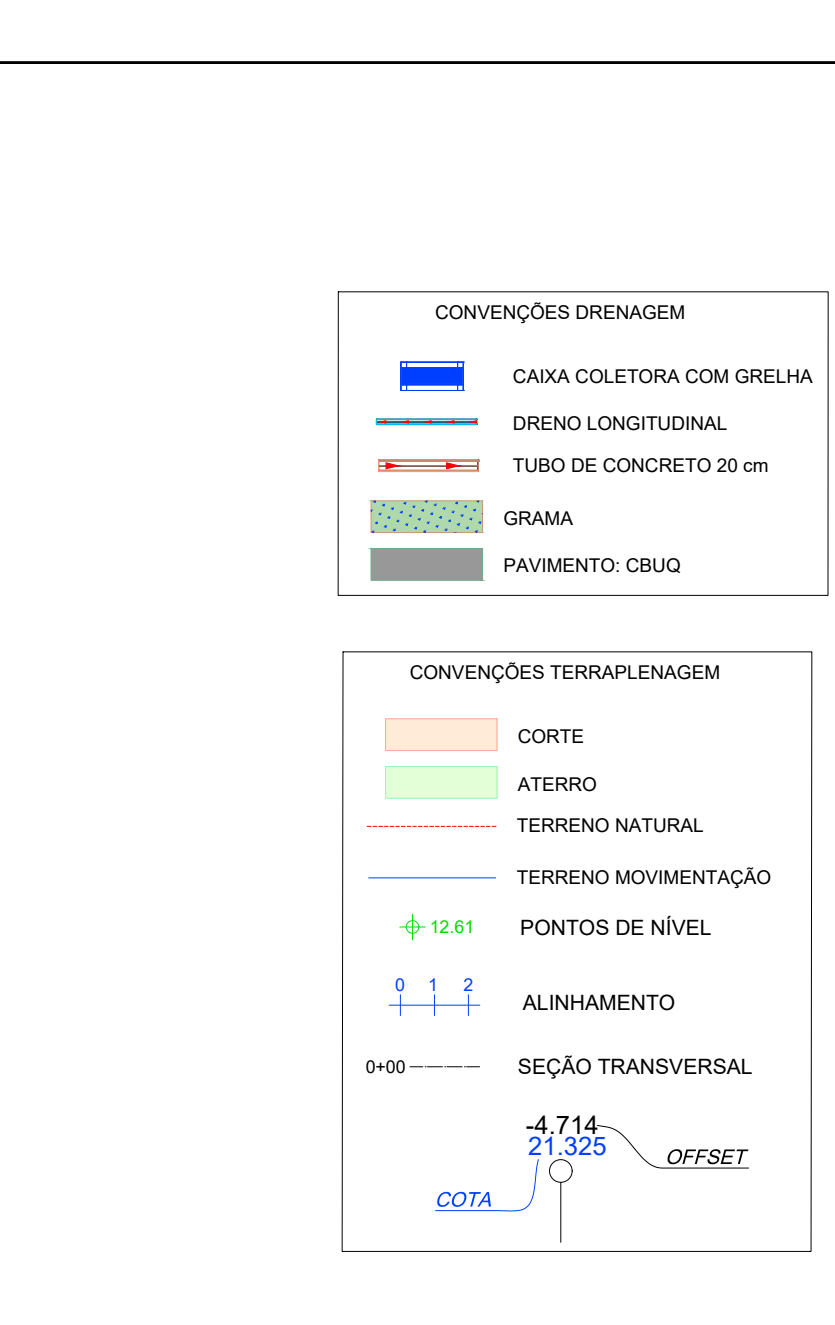 CONVENÇÕES DRENAGEM
CAIXA COLETORA COM GRELHA
DRENO LONGITUDINAL
TUBO DE CONCRETO 20 cm
GRAMA
PAVIMENTO: CBUQ
CONVENÇÕES TERRAPLENAGEM
CORTE
ATERRO
TERRENO NATURAL
TERRENO MOVIMENTAÇÃO
12.61 PONTOS DE NÍVEL
0 1 2
ALINHAMENTO
0+00 SEÇÃO TRANSVERSAL
-4.714
21.325
OFFSET
COTA